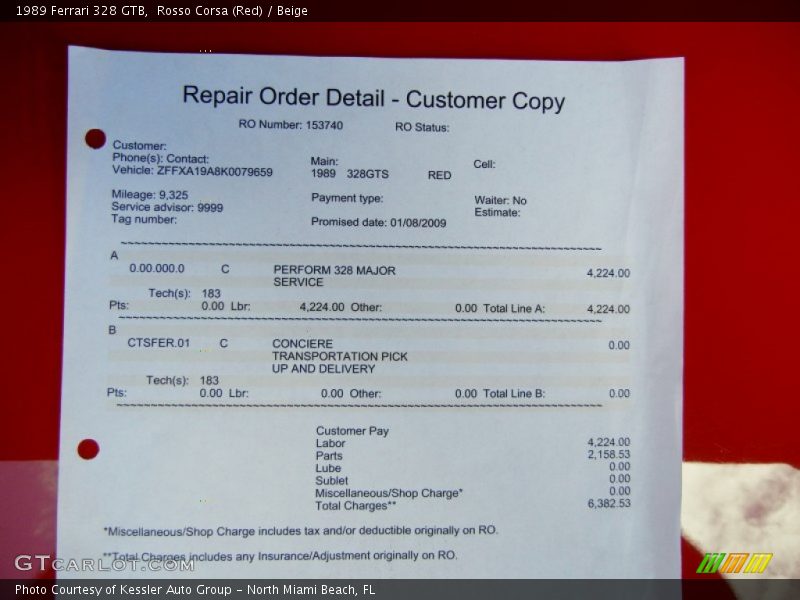 1989 Ferrari 328 GTB,  Rosso Corsa (Red) / Beige
Repair Order Detail - Customer Copy
RO Number: 153740 RO Status:
Customer:
Phone(s): Contact: Main: Cell:
Vehicle: ZFFXA19A8K0079659 1989 328GTS RED
Mileage: 9,325 Payment type: Waiter: No
Service advisor: 9999 Estimate:
Tag number: Promised date: 01/08/2009
A
0.00.000.0 C PERFORM 328 MAJOR 4,224.00
SERVICE
Tech(s): 183
Pts: 0.00 Lbr: 4,224.00 Other: 0.00 Total Line A: 4,224.00
B
CTSFER.01 C CONCIERE 0.00
TRANSPORTATION PICK
UP AND DELIVERY
Tech(s): 183
Pts: 0.00 Lbr: 0.00 Other: 0.00 Total Line B: 0.00
Customer Pay
Labor 4,224.00
Parts 2,158.53
Lube 0.00
Sublet 0.00
Miscellaneous/Shop Charge* 0.00
Total Charges** 6,382.53
*Miscellaneous/Shop Charge includes tax and/or deductible originally on RO.
**Total Charges includes any Insurance/Adjustment originally on RO.
GTCARLOT.COM
Photo Courtesy of Kessler Auto Group - North Miami Beach, FL